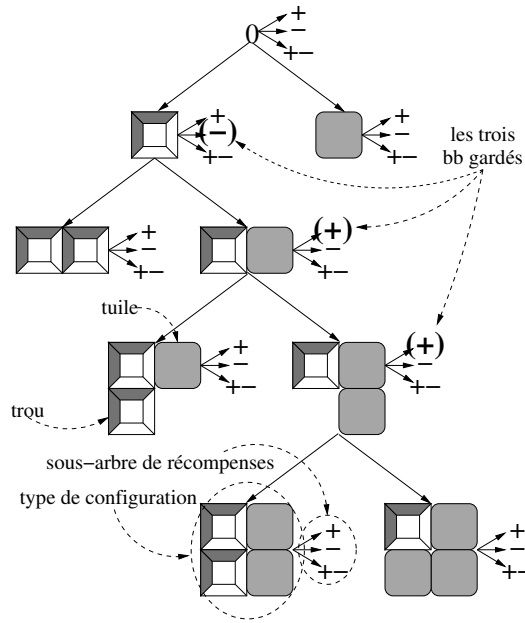 0 + − +−
+ (−) +−
+ − +−
les trois
bb gardés
+ − +−
(+) − +−
tuile
+ − +−
(+) − +−
trou
sous−arbre de récompenses
type de configuration
+ − +−
+ − +−